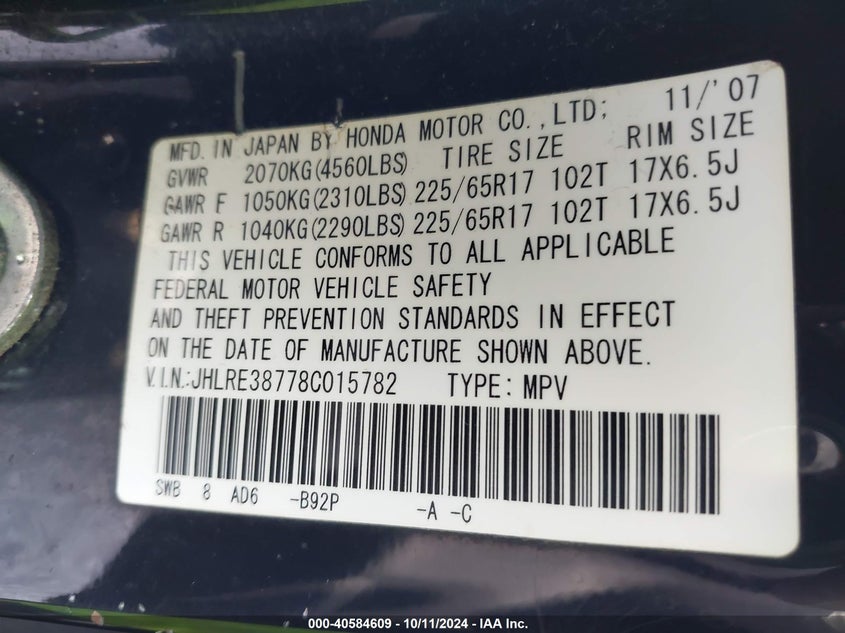 MFD. IN JAPAN BY HONDA MOTOR CO.,LTD; 11/'07
GVWR 2070KG(4560LBS) TIRE SIZE RIM SIZE
GAWR F 1050KG(2310LBS) 225/65R17 102T 17X6.5J
GAWR R 1040KG(2290LBS) 225/65R17 102T 17X6.5J
THIS VEHICLE CONFORMS TO ALL APPLICABLE
FEDERAL MOTOR VEHICLE SAFETY
AND THEFT PREVENTION STANDARDS IN EFFECT
ON THE DATE OF MANUFACTURE SHOWN ABOVE.
V.I.N.:JHLRE38778C015782 TYPE: MPV
SWB 8 AD6 -B92P -A -C
000-40584609 - 10/11/2024 - IAA Inc.